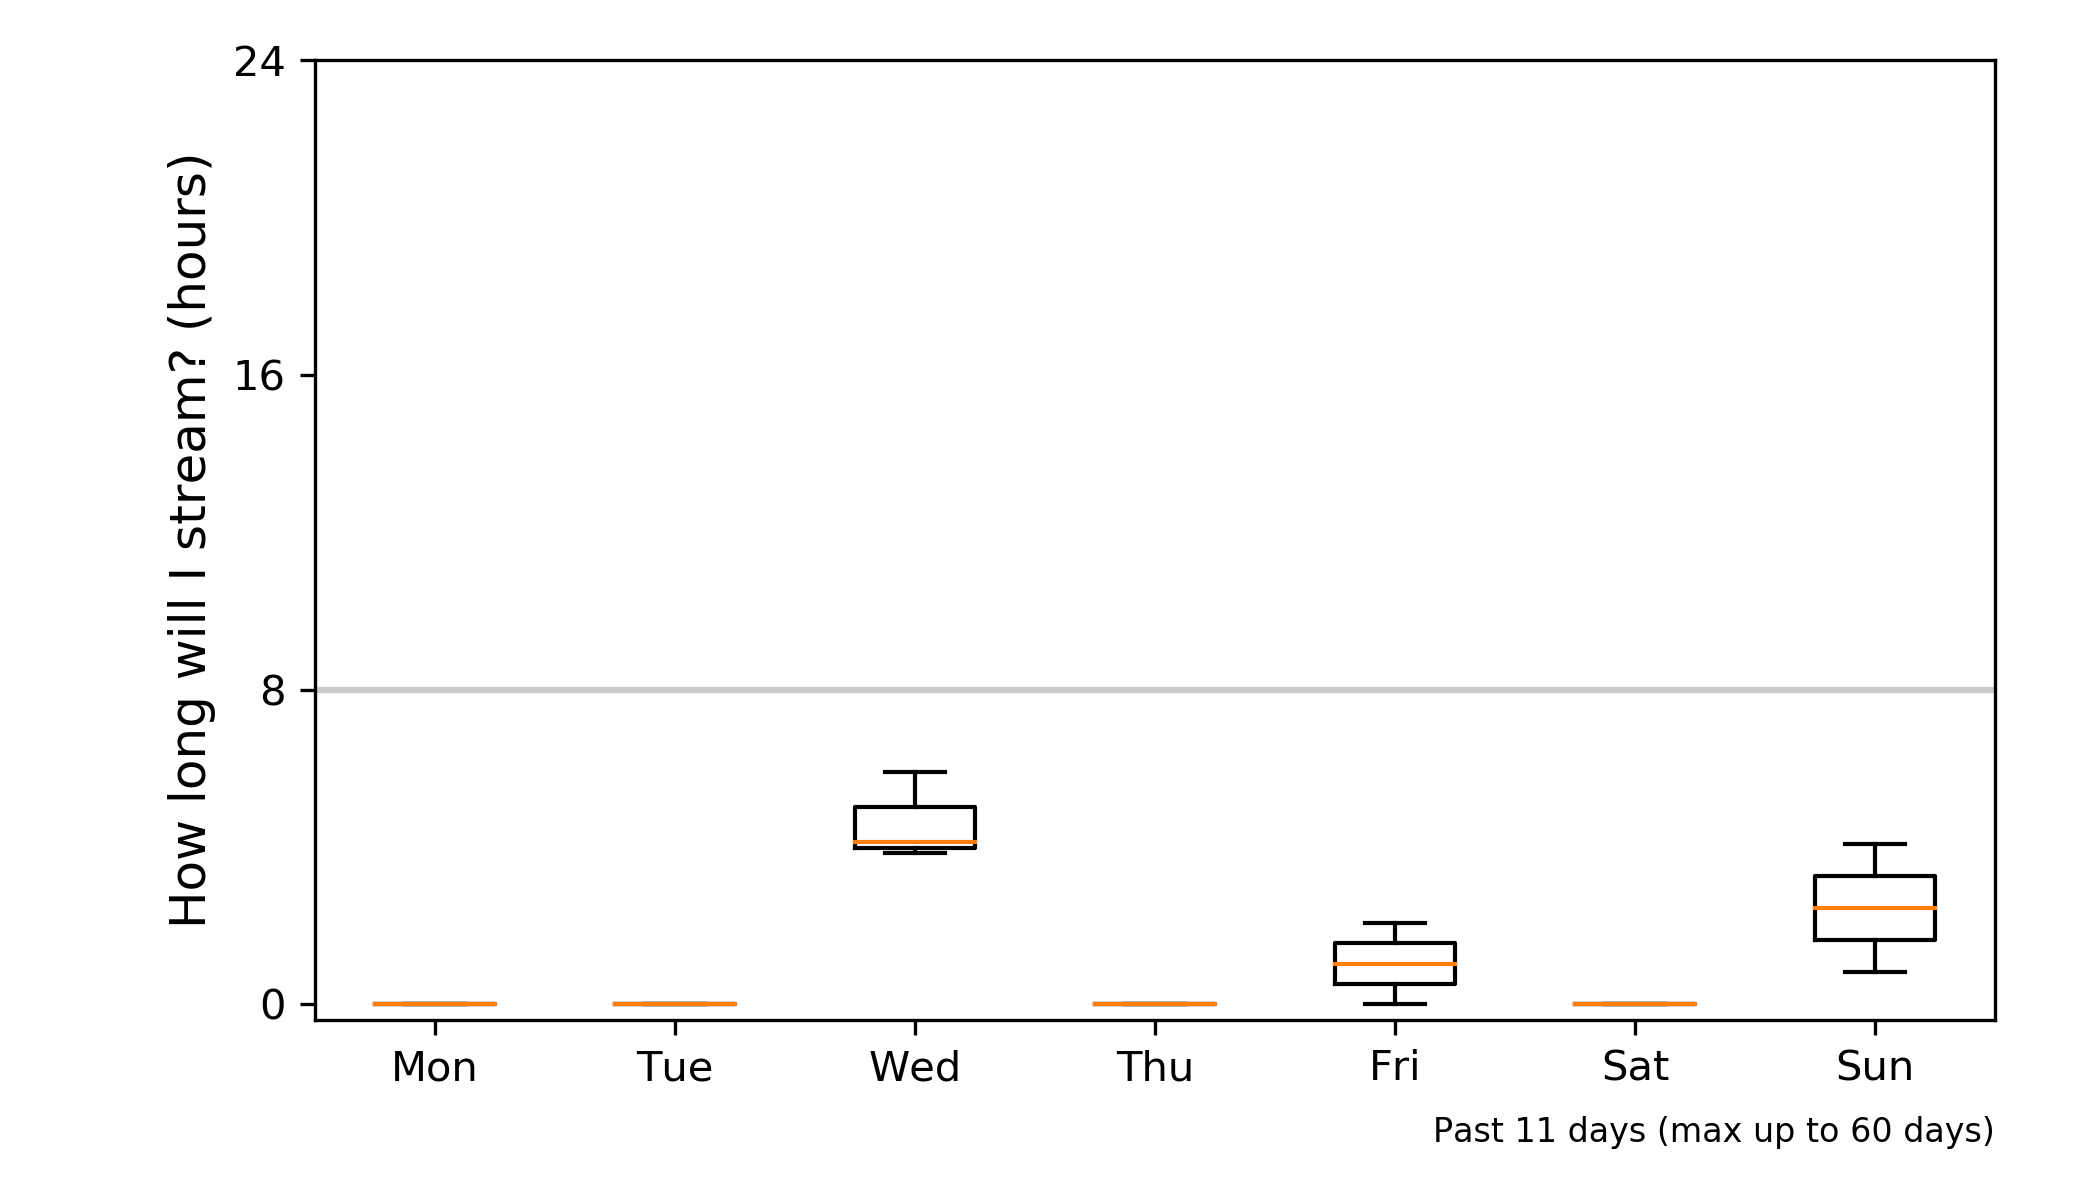 How long will I stream? (hours)
24
16
8
0
Mon Tue Wed Thu Fri Sat Sun
Past 11 days (max up to 60 days)